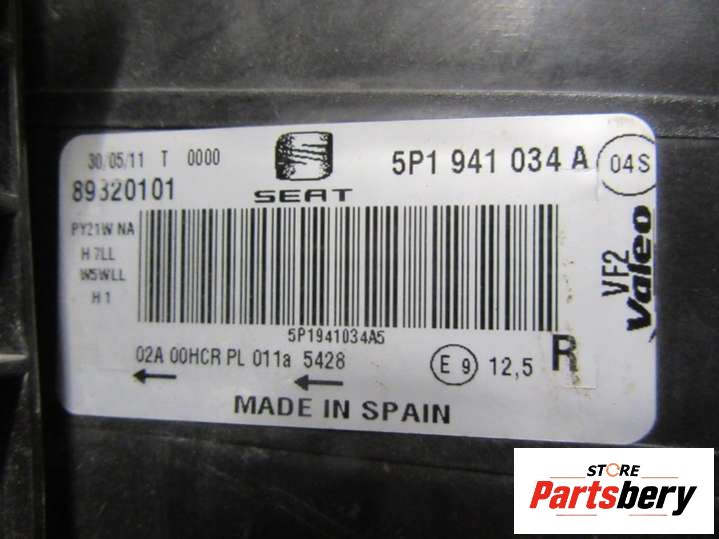 30/05/11 T 0000
89320101
SEAT
5P1 941 034 A
04S
PY21W NA
H7LL
W5WLL
H1
5P1941034A5
VF2
Valeo
02A 00HCR PL 011a 5428
E 9 12,5
R
MADE IN SPAIN
STORE
Partsbery